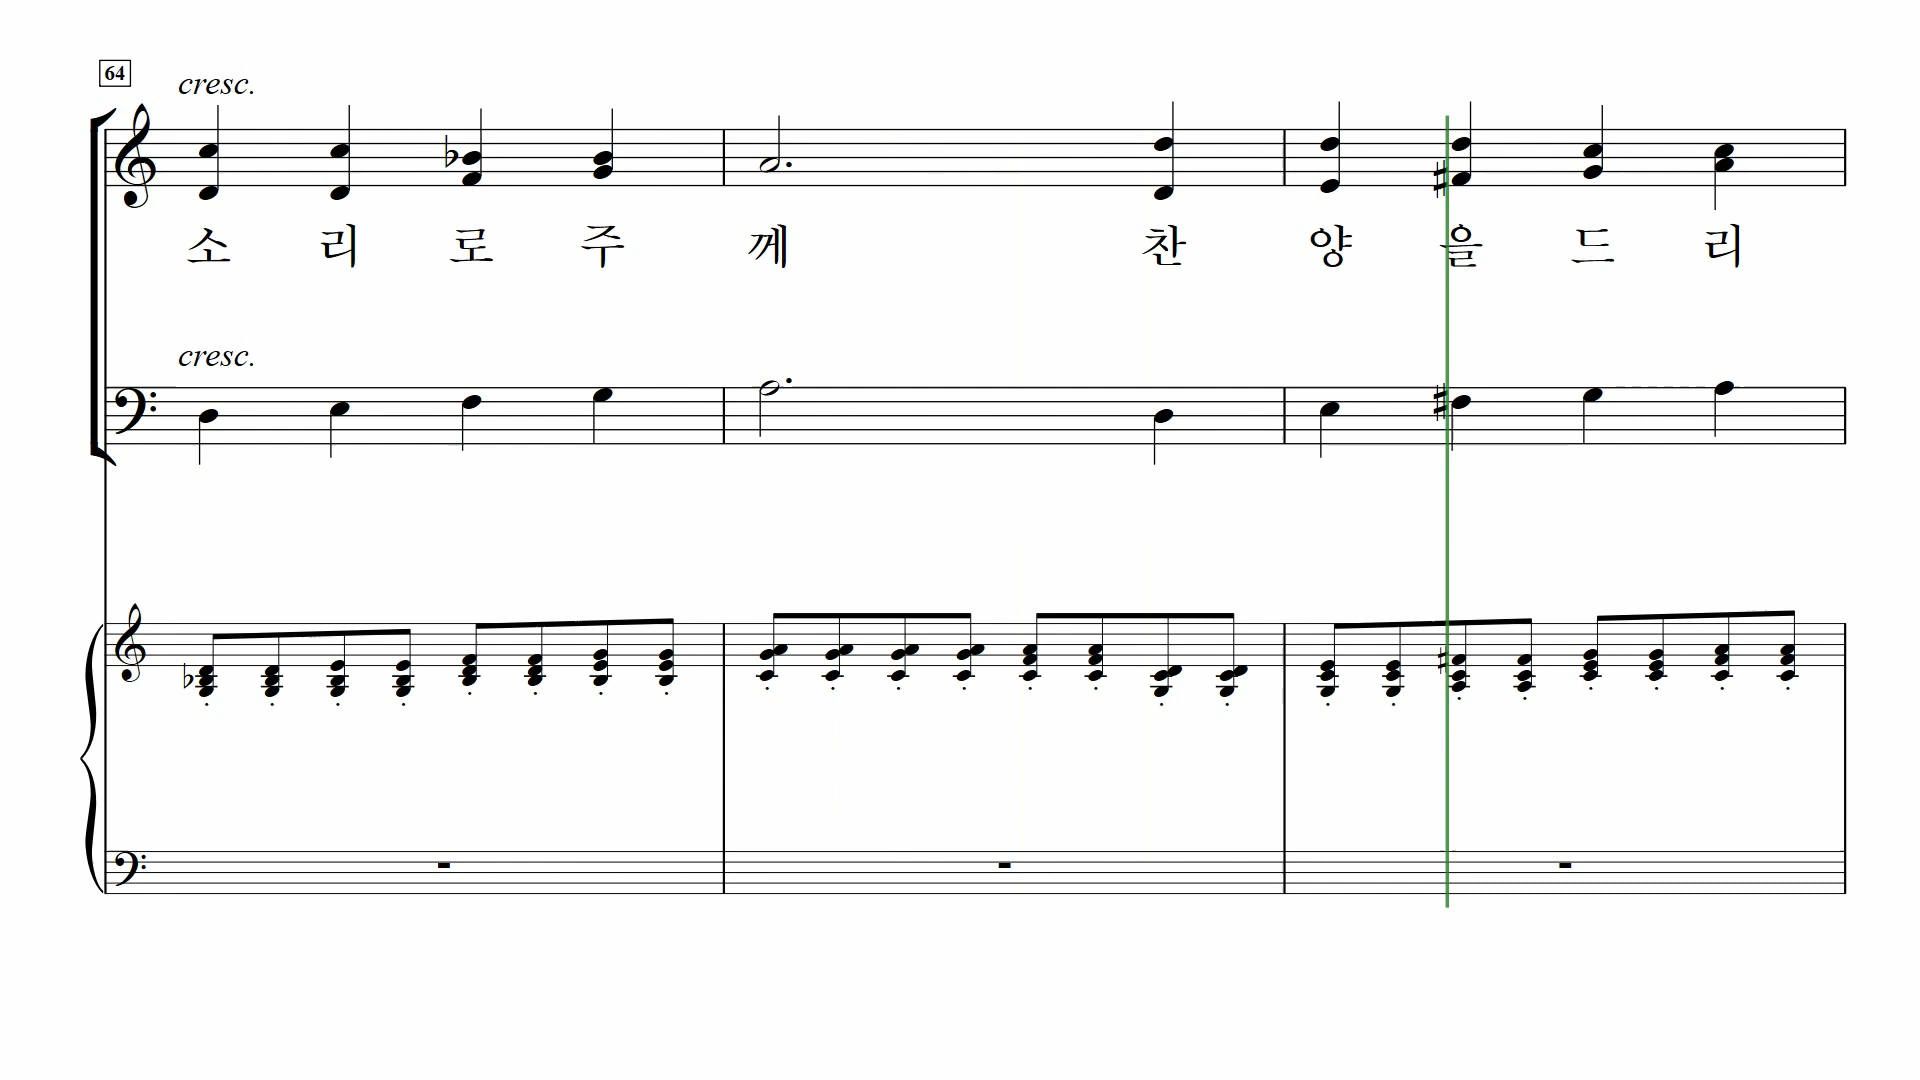 64
cresc.
소 리 로 주 께 찬 양 을 드 리
cresc.